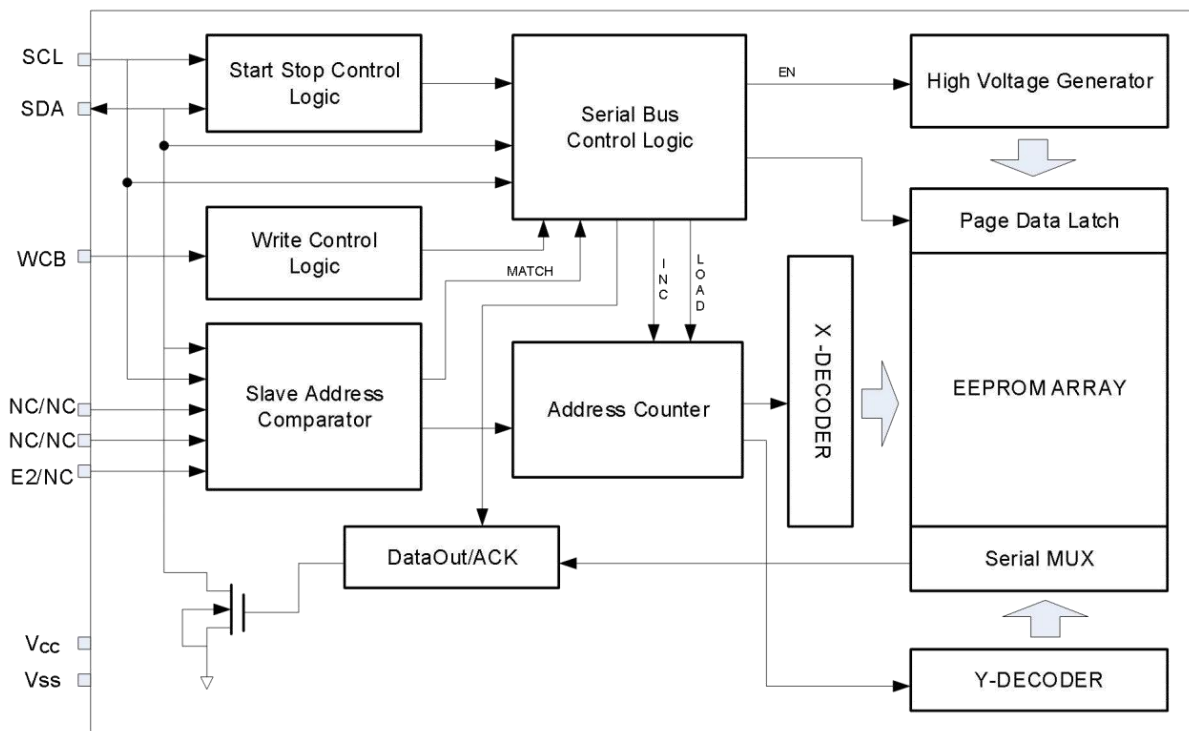 SCL
SDA
WCB
NC/NC
NC/NC
E2/NC
Vcc
Vss
Start Stop Control
Logic
Write Control
Logic
Slave Address
Comparator
MATCH
Serial Bus
Control Logic
EN
INC
LOAD
Address Counter
DataOut/ACK
X-DECODER
High Voltage Generator
Page Data Latch
EEPROM ARRAY
Serial MUX
Y-DECODER